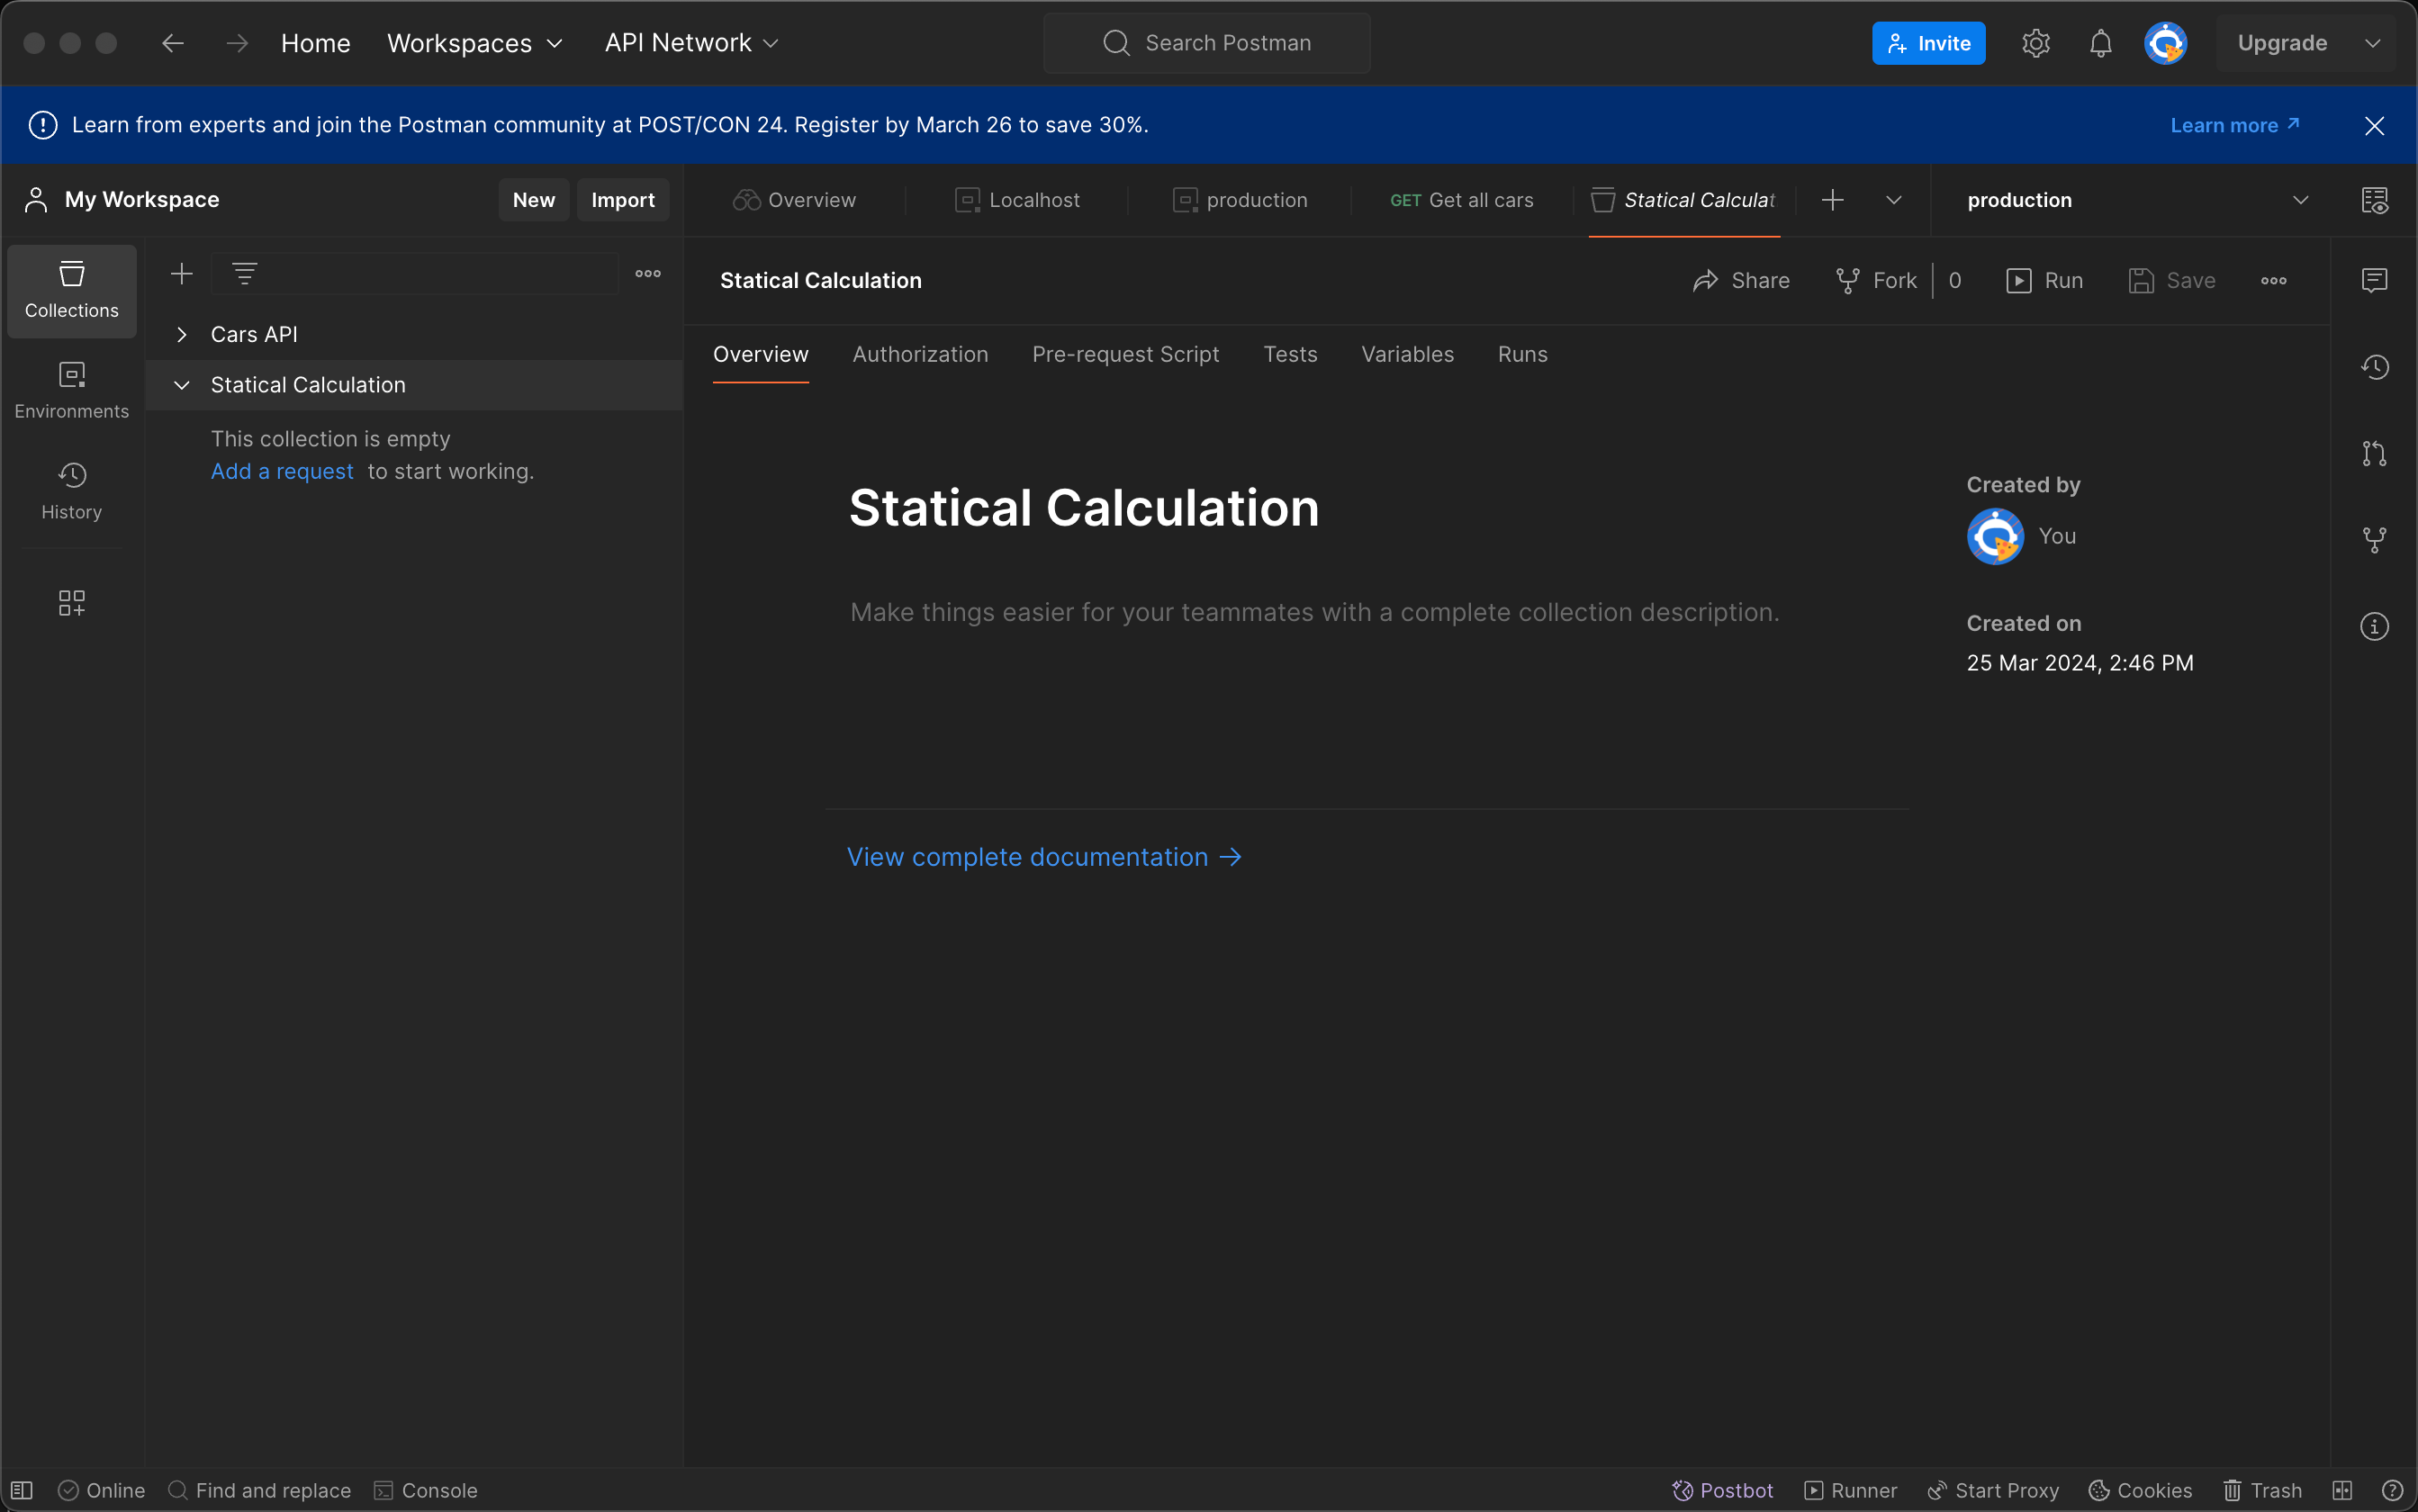 Home Workspaces API Network Search Postman Invite Upgrade
Learn from experts and join the Postman community at POST/CON 24. Register by March 26 to save 30%. Learn more
My Workspace New Import Overview Localhost production GET Get all cars Statical Calculat production
Collections
Environments
History
Cars API
Statical Calculation
This collection is empty
Add a request to start working.
Statical Calculation Share Fork 0 Run Save
Overview Authorization Pre-request Script Tests Variables Runs
Statical Calculation
Make things easier for your teammates with a complete collection description.
View complete documentation
Created by
You
Created on
25 Mar 2024, 2:46 PM
Online Find and replace Console Postbot Runner Start Proxy Cookies Trash